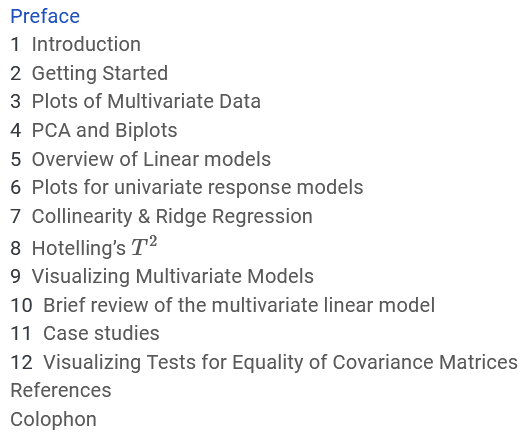 Preface
1 Introduction
2 Getting Started
3 Plots of Multivariate Data
4 PCA and Biplots
5 Overview of Linear models
6 Plots for univariate response models
7 Collinearity & Ridge Regression
8 Hotelling’s T²
9 Visualizing Multivariate Models
10 Brief review of the multivariate linear model
11 Case studies
12 Visualizing Tests for Equality of Covariance Matrices
References
Colophon